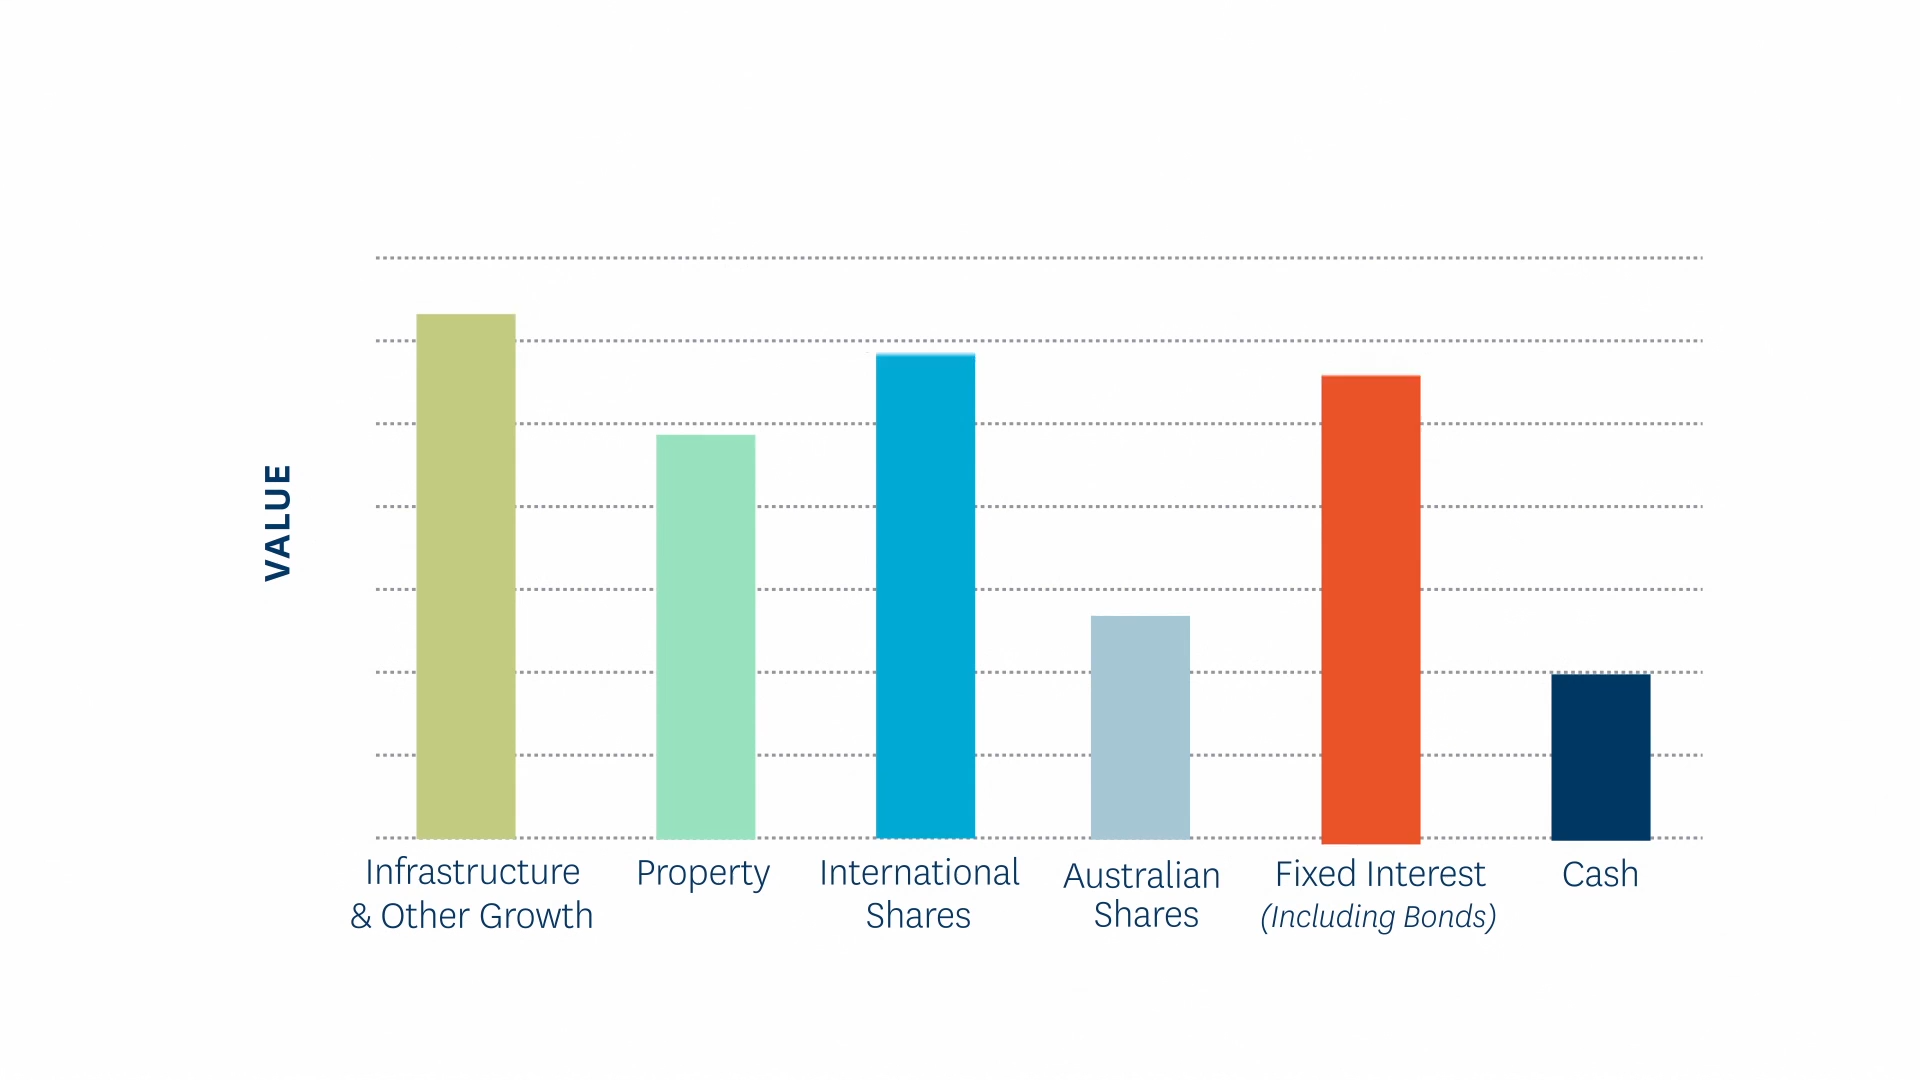 VALUE
Infrastructure
& Other Growth
Property
International
Shares
Australian
Shares
Fixed Interest
(Including Bonds)
Cash